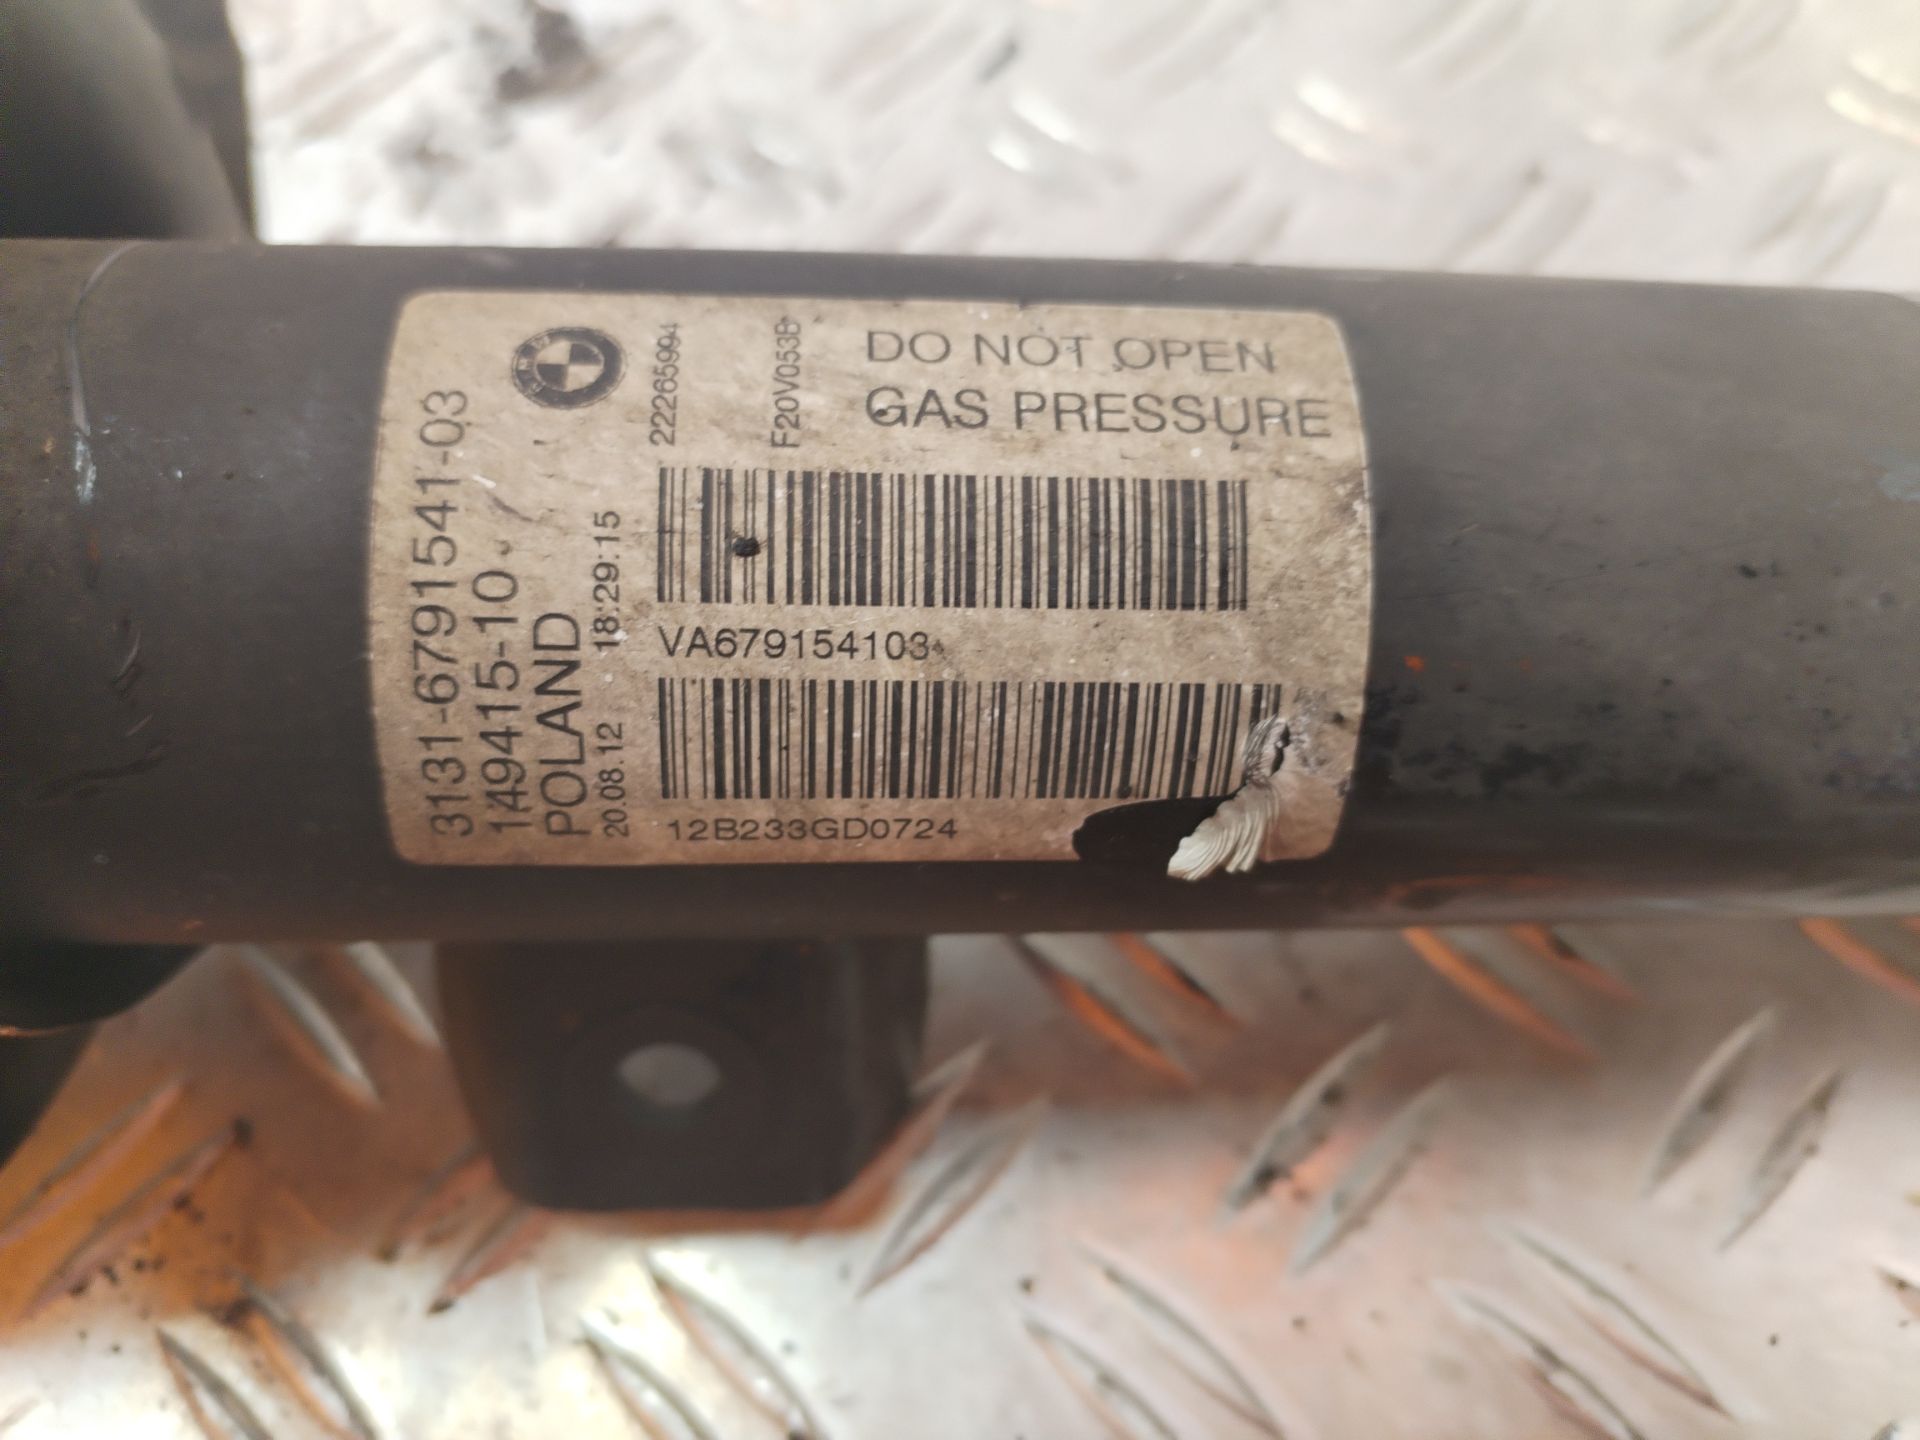 3131-6791541-03
149415-10
POLAND
20.08.12 18:29:15
22265994
F20V053B
DO NOT OPEN
GAS PRESSURE
VA679154103
12B233GD0724